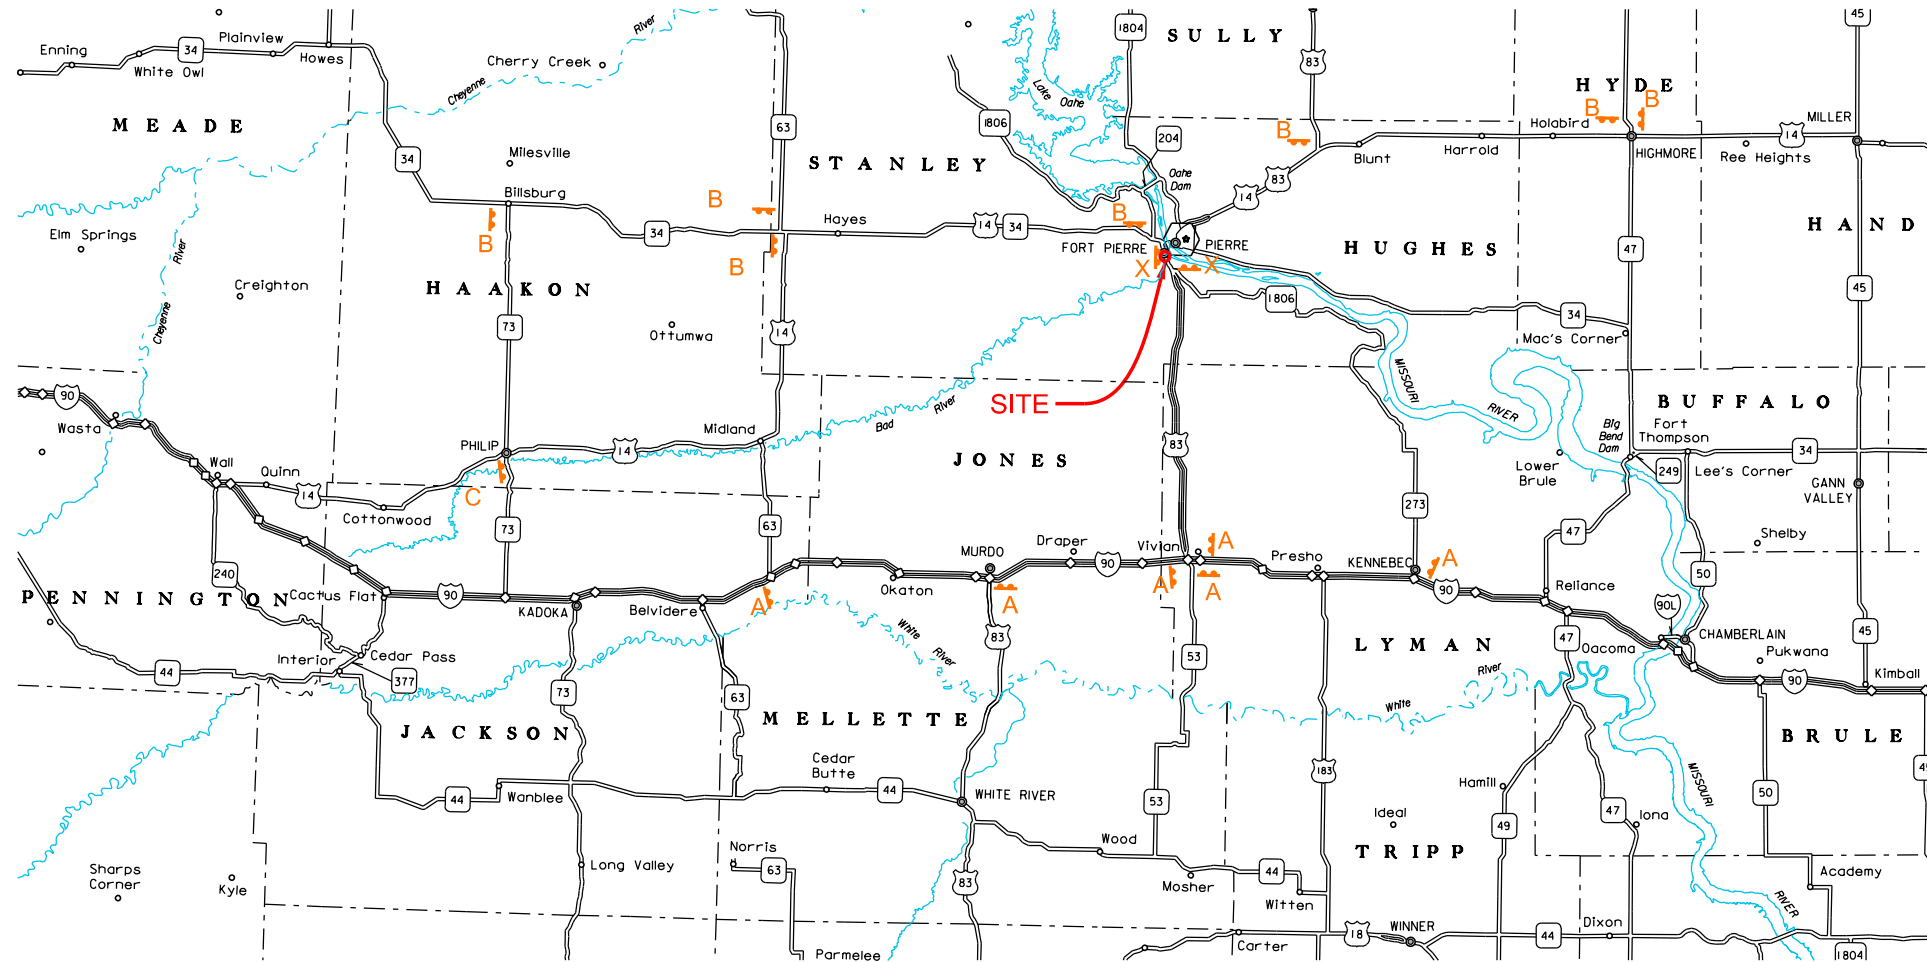 45
1804
SULLY
Enning
34
Plainview
Howes
White Owl
River
Cherry Creek
Cheyenne
83
HYDE
Lake
Oahe
B
B
MEADE
1806
63
204
B
Holabird
14
MILLER
34
Milesville
STANLEY
Blunt
Harrold
HIGHMORE
Ree Heights
Billsburg
Oahe
Dam
83
14
B
B
Hayes
B
HAND
Elm Springs
River
B
34
14
34
FORT PIERRE
PIERRE
HUGHES
47
B
X
X
Creighton
HAAKON
1806
45
Cheyenne
73
Ottumwa
14
34
Mac's Corner
MISSOURI
90
SITE
River
RIVER
BUFFALO
Wasta
Bad
Midland
Big
Bend
Dam
Fort
Thompson
PHILIP
14
83
34
JONES
Wall
Quinn
Lower
Brule
249
Lee's Corner
C
14
GANN
VALLEY
Cottonwood
273
73
63
47
Shelby
MURDO
Draper
Vivian
A
Presho
KENNEBEC
A
90
240
A
A
50
Okaton
90
Reliance
PENNINGTON
Cactus Flat
90
KADOKA
Belvidere
A
A
90L
White
River
83
LYMAN
47
CHAMBERLAIN
45
Interior
Cedar Pass
53
Oacoma
Pukwana
44
377
River
90
Kimball
73
63
White
JACKSON
MELLETTE
BRULE
Cedar
Butte
183
MISSOURI
45
Hamill
44
Wanblee
44
WHITE RIVER
53
50
Ideal
49
47
Iona
Norris
Wood
TRIPP
Sharps
Corner
Long Valley
63
Kyle
83
Mosher
44
Academy
Witten
RIVER
WINNER
Dixon
18
44
Carter
Parmelee
1804